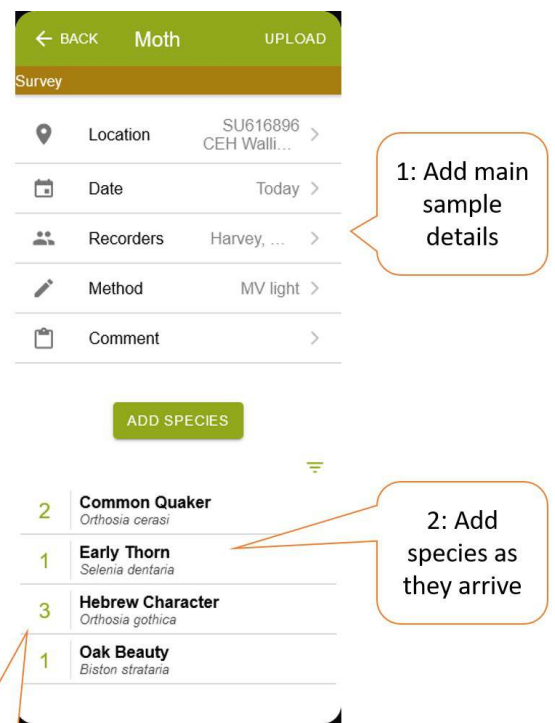 BACK Moth UPLOAD
Survey
Location SU616896
CEH Walli...
Date Today
Recorders Harvey, ...
Method MV light
Comment
1: Add main
sample
details
ADD SPECIES
2 Common Quaker
Orthosia cerasi
1 Early Thorn
Selenia dentaria
3 Hebrew Character
Orthosia gothica
1 Oak Beauty
Biston strataria
2: Add
species as
they arrive